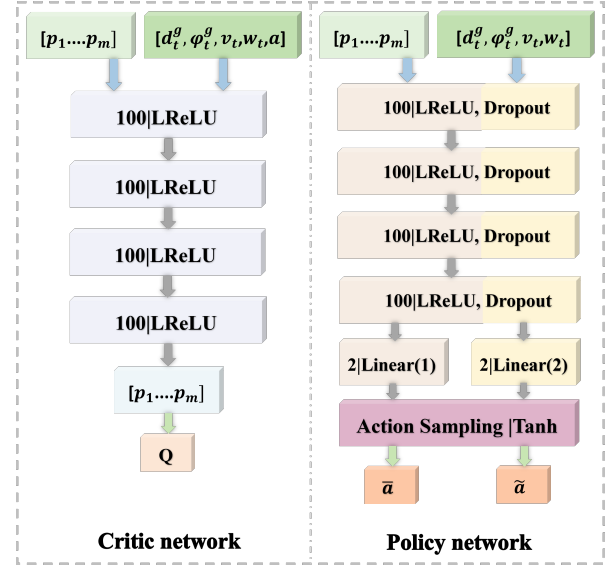 [p₁....pₘ]
[dₜᵍ, φₜᵍ, vₜ,wₜ,a]
100|LReLU
100|LReLU
100|LReLU
100|LReLU
[p₁....pₘ]
Q
Critic network
[p₁....pₘ]
[dₜᵍ, φₜᵍ, vₜ,wₜ]
100|LReLU, Dropout
100|LReLU, Dropout
100|LReLU, Dropout
100|LReLU, Dropout
2|Linear(1)
2|Linear(2)
Action Sampling |Tanh
a̅
ã
Policy network